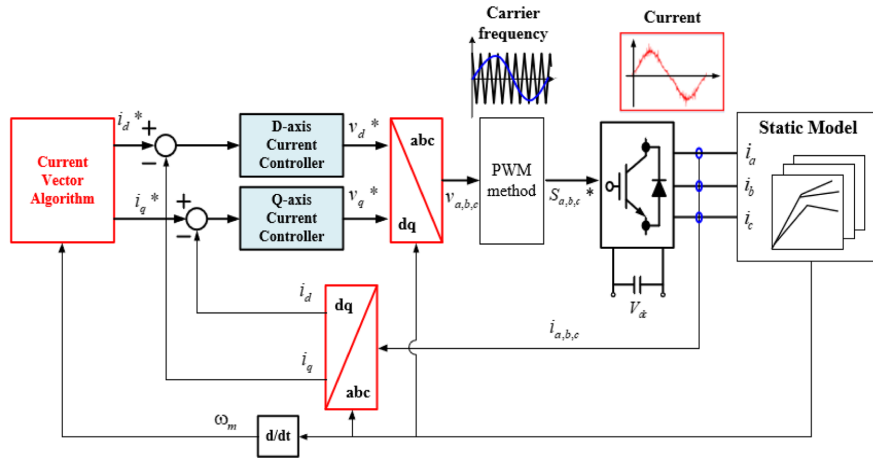 Carrier
frequency
Current
i_d *
+
−
D-axis
Current
Controller
v_d *
abc
dq
Current
Vector
Algorithm
i_q *
+
−
Q-axis
Current
Controller
v_q *
v_a,b,c
PWM
method
S_a,b,c *
V_dc
i_a
i_b
i_c
Static Model
i_d
i_q
dq
abc
i_a,b,c
ω_m
d/dt